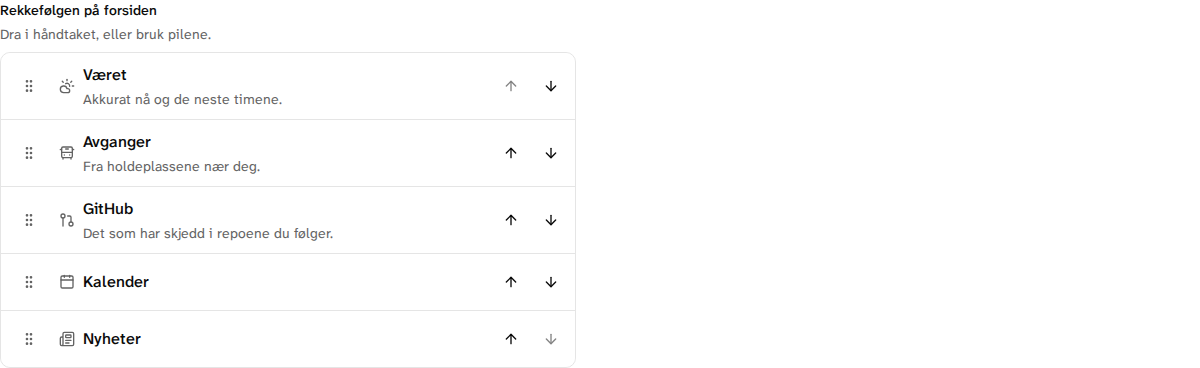 Rekkefølgen på forsiden
Dra i håndtaket, eller bruk pilene.
Været
Akkurat nå og de neste timene.
Avganger
Fra holdeplassene nær deg.
GitHub
Det som har skjedd i repoene du følger.
Kalender
Nyheter